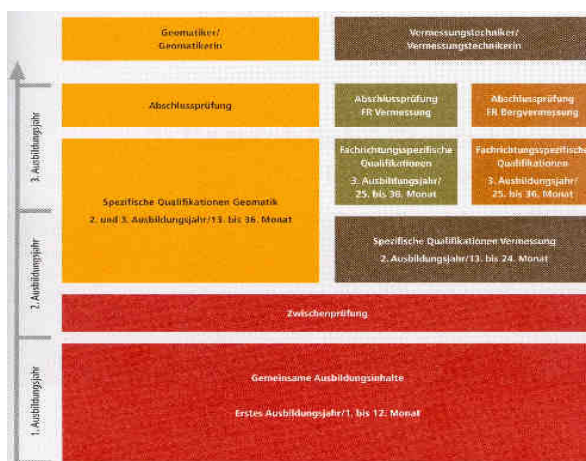 Geomatiker/
Geomatikerin
Vermessungstechniker/
Vermessungstechnikerin
Abschlussprüfung
Abschlussprüfung
FR Vermessung
Abschlussprüfung
FR Bergvermessung
3. Ausbildungsjahr
Spezifische Qualifikationen Geomatik
2. und 3. Ausbildungsjahr/13. bis 36. Monat
Fachrichtungsspezifische
Qualifikationen
3. Ausbildungsjahr/
25. bis 36. Monat
Fachrichtungsspezifische
Qualifikationen
3. Ausbildungsjahr/
25. bis 36. Monat
Spezifische Qualifikationen Vermessung
2. Ausbildungsjahr/13. bis 24. Monat
2. Ausbildungsjahr
Zwischenprüfung
1. Ausbildungsjahr
Gemeinsame Ausbildungsinhalte
Erstes Ausbildungsjahr/1. bis 12. Monat